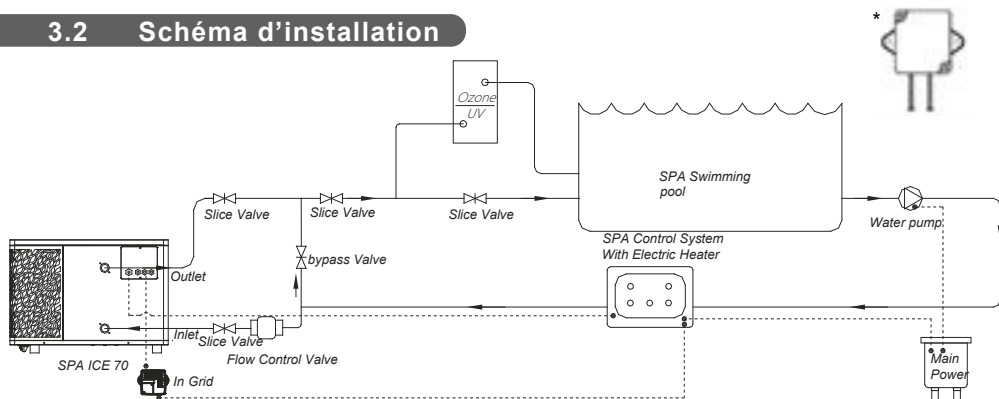 3.2 Schéma d’installation
*
Ozone
UV
SPA Swimming
pool
Slice Valve
Slice Valve
Slice Valve
Water pump
SPA Control System
With Electric Heater
bypass Valve
Outlet
Inlet
Slice Valve
Flow Control Valve
SPA ICE 70
In Grid
Main
Power